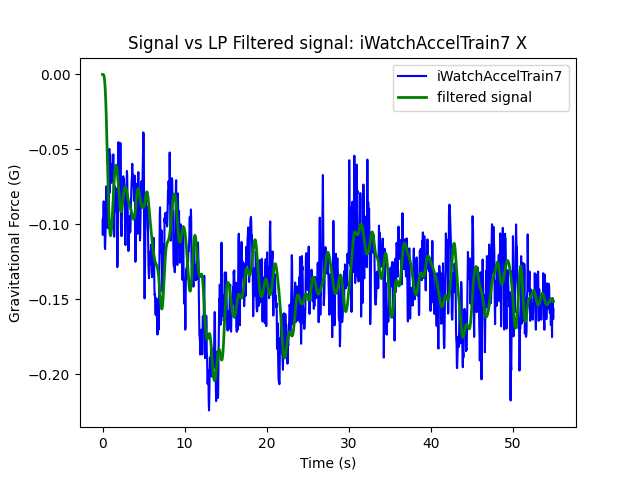 Signal vs LP Filtered signal: iWatchAccelTrain7 X
iWatchAccelTrain7
filtered signal
Gravitational Force (G)
0.00
−0.05
−0.10
−0.15
−0.20
0
10
20
30
40
50
Time (s)